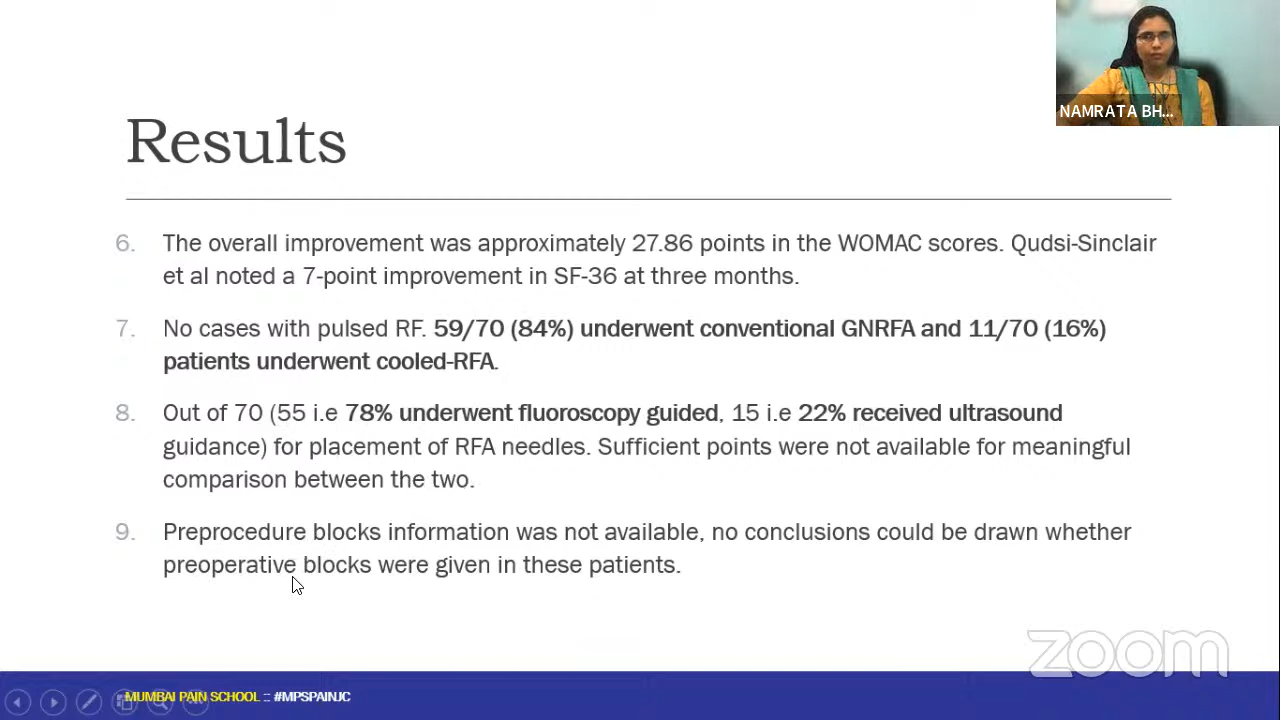 NAMRATA BH...
Results
6. The overall improvement was approximately 27.86 points in the WOMAC scores. Qudsi-Sinclair
et al noted a 7-point improvement in SF-36 at three months.
7. No cases with pulsed RF. 59/70 (84%) underwent conventional GNRFA and 11/70 (16%)
patients underwent cooled-RFA.
8. Out of 70 (55 i.e 78% underwent fluoroscopy guided, 15 i.e 22% received ultrasound
guidance) for placement of RFA needles. Sufficient points were not available for meaningful
comparison between the two.
9. Preprocedure blocks information was not available, no conclusions could be drawn whether
preoperative blocks were given in these patients.
zoom
MUMBAI PAIN SCHOOL :: #MPSPAINJC